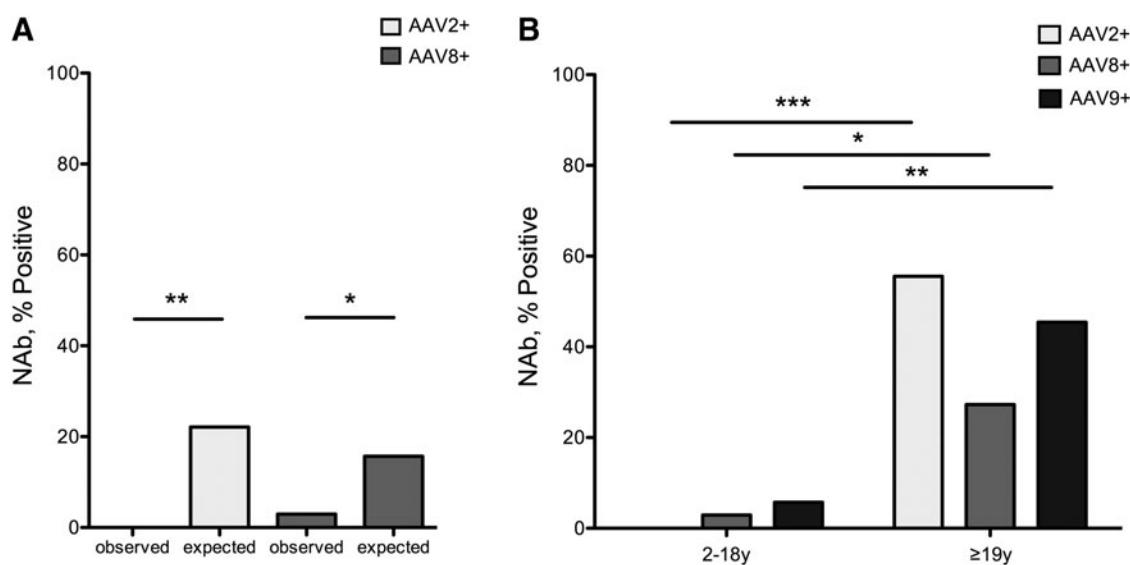 A
AAV2+
AAV8+
100
80
60
40
20
0
NAb, % Positive
**
*
observed
expected
observed
expected
B
AAV2+
AAV8+
AAV9+
100
80
60
40
20
0
NAb, % Positive
***
*
**
2-18y
≥19y